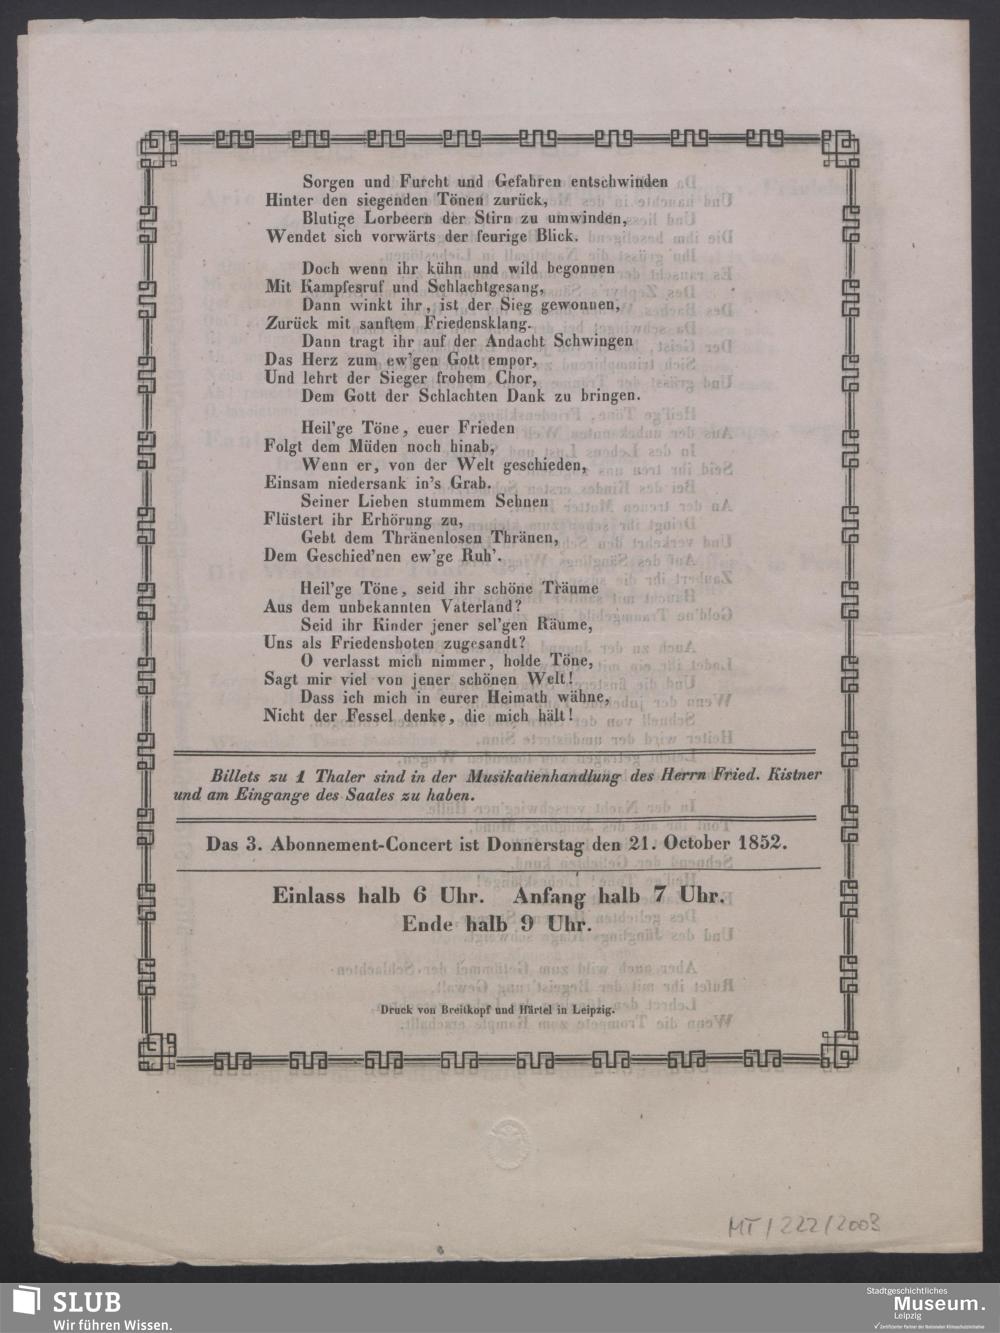 Sorgen und Furcht und Gefahren entschwinden
Hinter den siegenden Tönen zurück,
Blutige Lorbeern der Stirn zu umwinden,
Wendet sich vorwärts der feurige Blick.
Doch wenn ihr kühn und wild begonnen
Mit Kampfesruf und Schlachtgesang,
Dann winkt ihr, ist der Sieg gewonnen,
Zurück mit sanftem Friedensklang.
Dann tragt ihr auf der Andacht Schwingen
Das Herz zum ew'gen Gott empor,
Und lehrt der Sieger frohem Chor,
Dem Gott der Schlachten Dank zu bringen.
Heil'ge Töne, euer Frieden
Folgt dem Müden noch hinab,
Wenn er, von der Welt geschieden,
Einsam niedersank in's Grab.
Seiner Lieben stummem Sehnen
Flüstert ihr Erhörung zu,
Gebt dem Thränenlosen Thränen,
Dem Geschied'nen ew'ge Ruh'.
Heil'ge Töne, seid ihr schöne Träume
Aus dem unbekannten Vaterland?
Seid ihr Kinder jener sel'gen Räume,
Uns als Friedensboten zugesandt?
O verlasst mich nimmer, holde Töne,
Sagt mir viel von jener schönen Welt!
Dass ich mich in eurer Heimath wähne,
Nicht der Fessel denke, die mich hält!
Billets zu 1 Thaler sind in der Musikalienhandlung des Herrn Fried. Kistner
und am Eingange des Saales zu haben.
Das 3. Abonnement-Concert ist Donnerstag den 21. October 1852.
Einlass halb 6 Uhr. Anfang halb 7 Uhr.
Ende halb 9 Uhr.
Druck von Breitkopf und Härtel in Leipzig.
MT/222/2003
SLUB
Wir führen Wissen.
Stadtgeschichtliches
Museum.
Leipzig
Zertifizierter Partner der Nationalen Klimaschutzinitiative